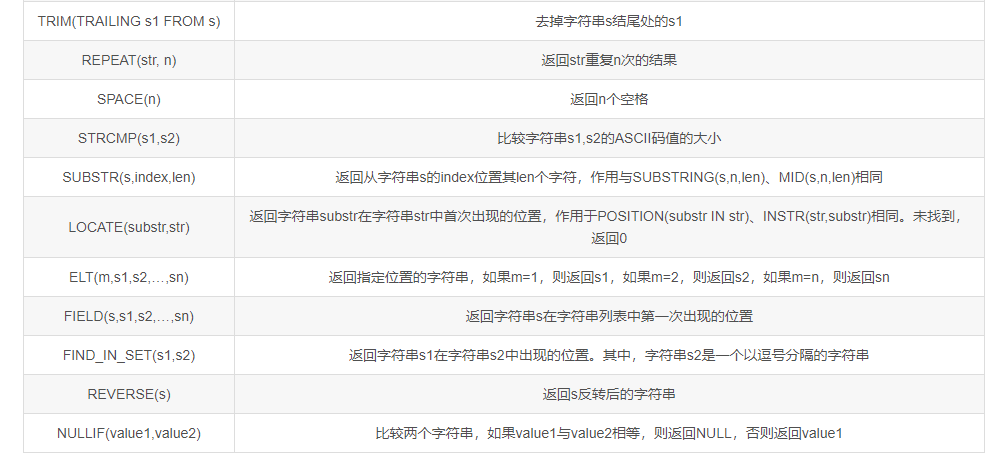 TRIM(TRAILING s1 FROM s) 去掉字符串s结尾处的s1
REPEAT(str, n) 返回str重复n次的结果
SPACE(n) 返回n个空格
STRCMP(s1,s2) 比较字符串s1,s2的ASCII码值的大小
SUBSTR(s,index,len) 返回从字符串s的index位置其len个字符，作用与SUBSTRING(s,n,len)、MID(s,n,len)相同
LOCATE(substr,str) 返回字符串substr在字符串str中首次出现的位置，作用于POSITION(substr IN str)、INSTR(str,substr)相同。未找到，
返回0
ELT(m,s1,s2,…,sn) 返回指定位置的字符串，如果m=1，则返回s1，如果m=2，则返回s2，如果m=n，则返回sn
FIELD(s,s1,s2,…,sn) 返回字符串s在字符串列表中第一次出现的位置
FIND_IN_SET(s1,s2) 返回字符串s1在字符串s2中出现的位置。其中，字符串s2是一个以逗号分隔的字符串
REVERSE(s) 返回s反转后的字符串
NULLIF(value1,value2) 比较两个字符串，如果value1与value2相等，则返回NULL，否则返回value1